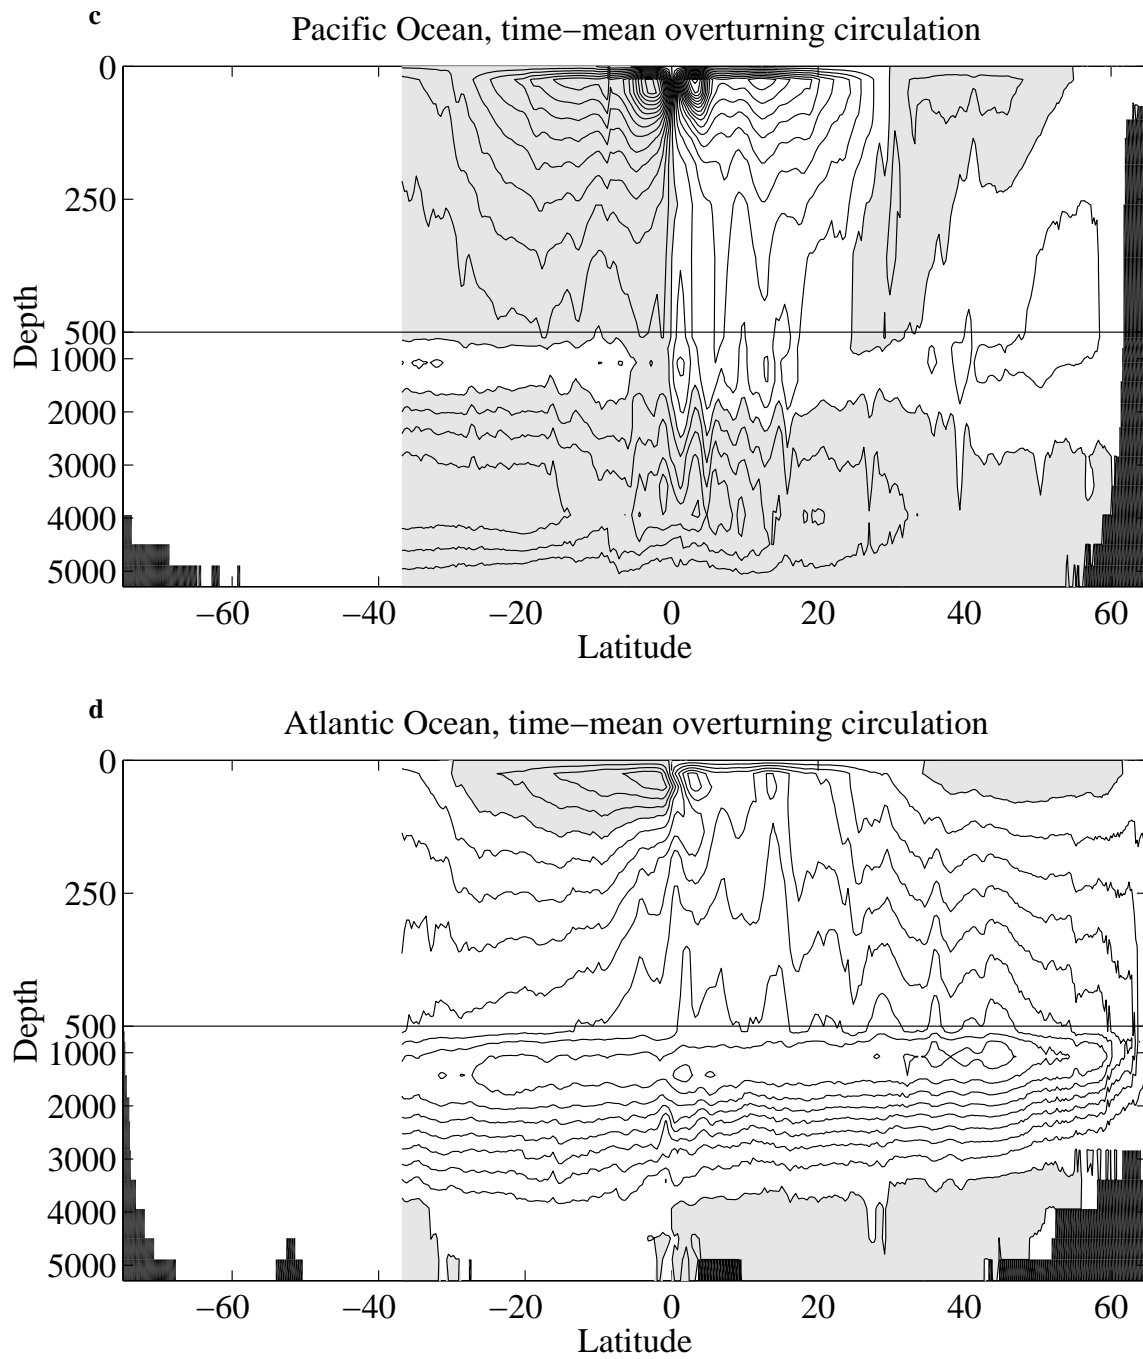 c
Pacific Ocean, time−mean overturning circulation
0
250
500
1000
2000
3000
4000
5000
Depth
−60 −40 −20 0 20 40 60
Latitude
d
Atlantic Ocean, time−mean overturning circulation
0
250
500
1000
2000
3000
4000
5000
Depth
−60 −40 −20 0 20 40 60
Latitude